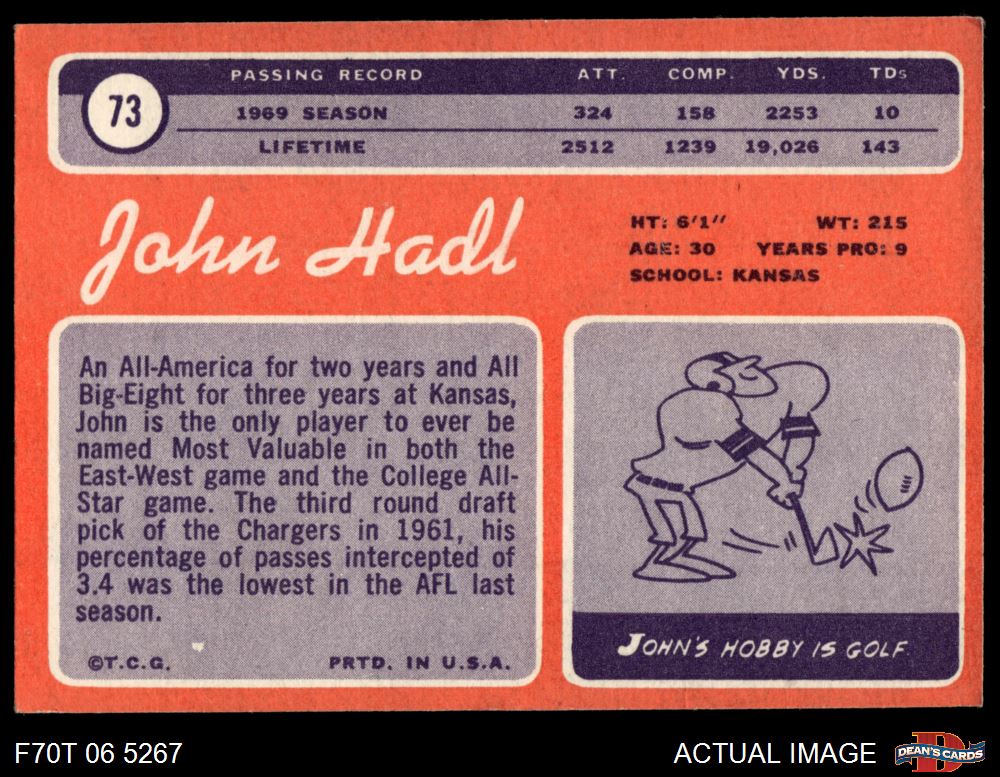 73
PASSING RECORD ATT. COMP. YDS. TDs
1969 SEASON 324 158 2253 10
LIFETIME 2512 1239 19,026 143
John Hadl
HT: 6'1" WT: 215
AGE: 30 YEARS PRO: 9
SCHOOL: KANSAS
An All-America for two years and All
Big-Eight for three years at Kansas,
John is the only player to ever be
named Most Valuable in both the
East-West game and the College All-
Star game. The third round draft
pick of the Chargers in 1961, his
percentage of passes intercepted of
3.4 was the lowest in the AFL last
season.
©T.C.G. PRTD. IN U.S.A.
JOHN'S HOBBY IS GOLF
F70T 06 5267
ACTUAL IMAGE
D
DEAN'S CARDS